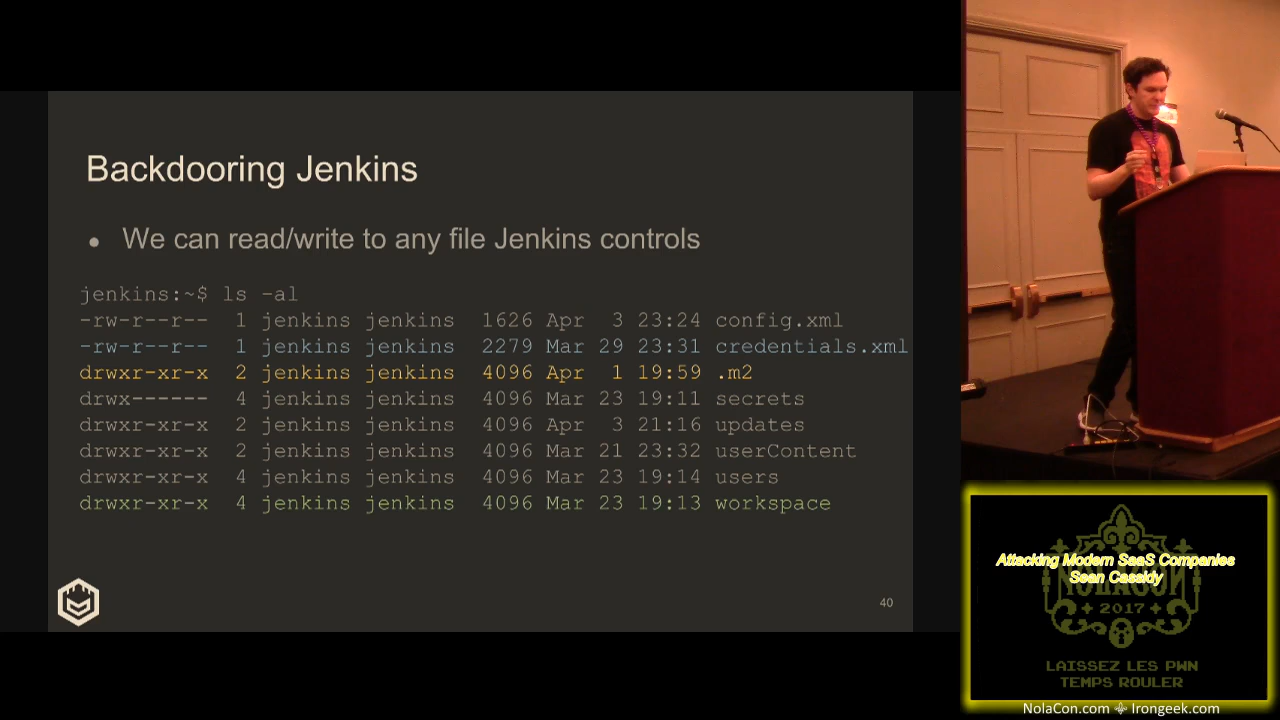 Backdooring Jenkins
● We can read/write to any file Jenkins controls
jenkins:~$ ls -al
-rw-r--r-- 1 jenkins jenkins 1626 Apr 3 23:24 config.xml
-rw-r--r-- 1 jenkins jenkins 2279 Mar 29 23:31 credentials.xml
drwxr-xr-x 2 jenkins jenkins 4096 Apr 1 19:59 .m2
drwx------ 4 jenkins jenkins 4096 Mar 23 19:11 secrets
drwxr-xr-x 2 jenkins jenkins 4096 Apr 3 21:16 updates
drwxr-xr-x 2 jenkins jenkins 4096 Mar 21 23:32 userContent
drwxr-xr-x 4 jenkins jenkins 4096 Mar 23 19:14 users
drwxr-xr-x 4 jenkins jenkins 4096 Mar 23 19:13 workspace
40
Attacking Modern SaaS Companies
Sean Cassidy
NOLACON
2017
LAISSEZ LES PWN
TEMPS ROULER
NolaCon.com ⚜ Irongeek.com